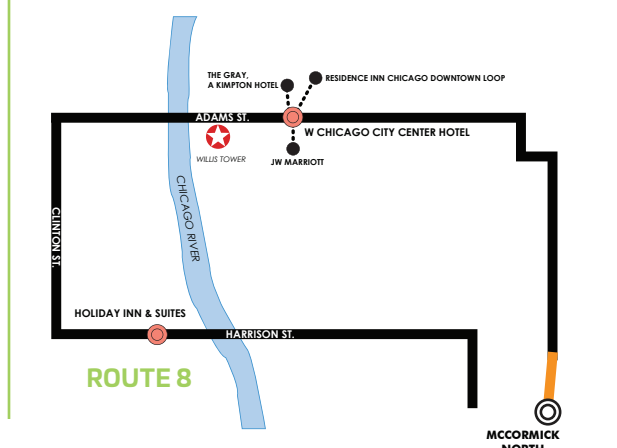 THE GRAY,
A KIMPTON HOTEL
RESIDENCE INN CHICAGO DOWNTOWN LOOP
ADAMS ST.
W CHICAGO CITY CENTER HOTEL
WILLIS TOWER
JW MARRIOTT
CHICAGO RIVER
CLINTON ST.
HOLIDAY INN & SUITES
HARRISON ST.
ROUTE 8
MCCORMICK
NORTH